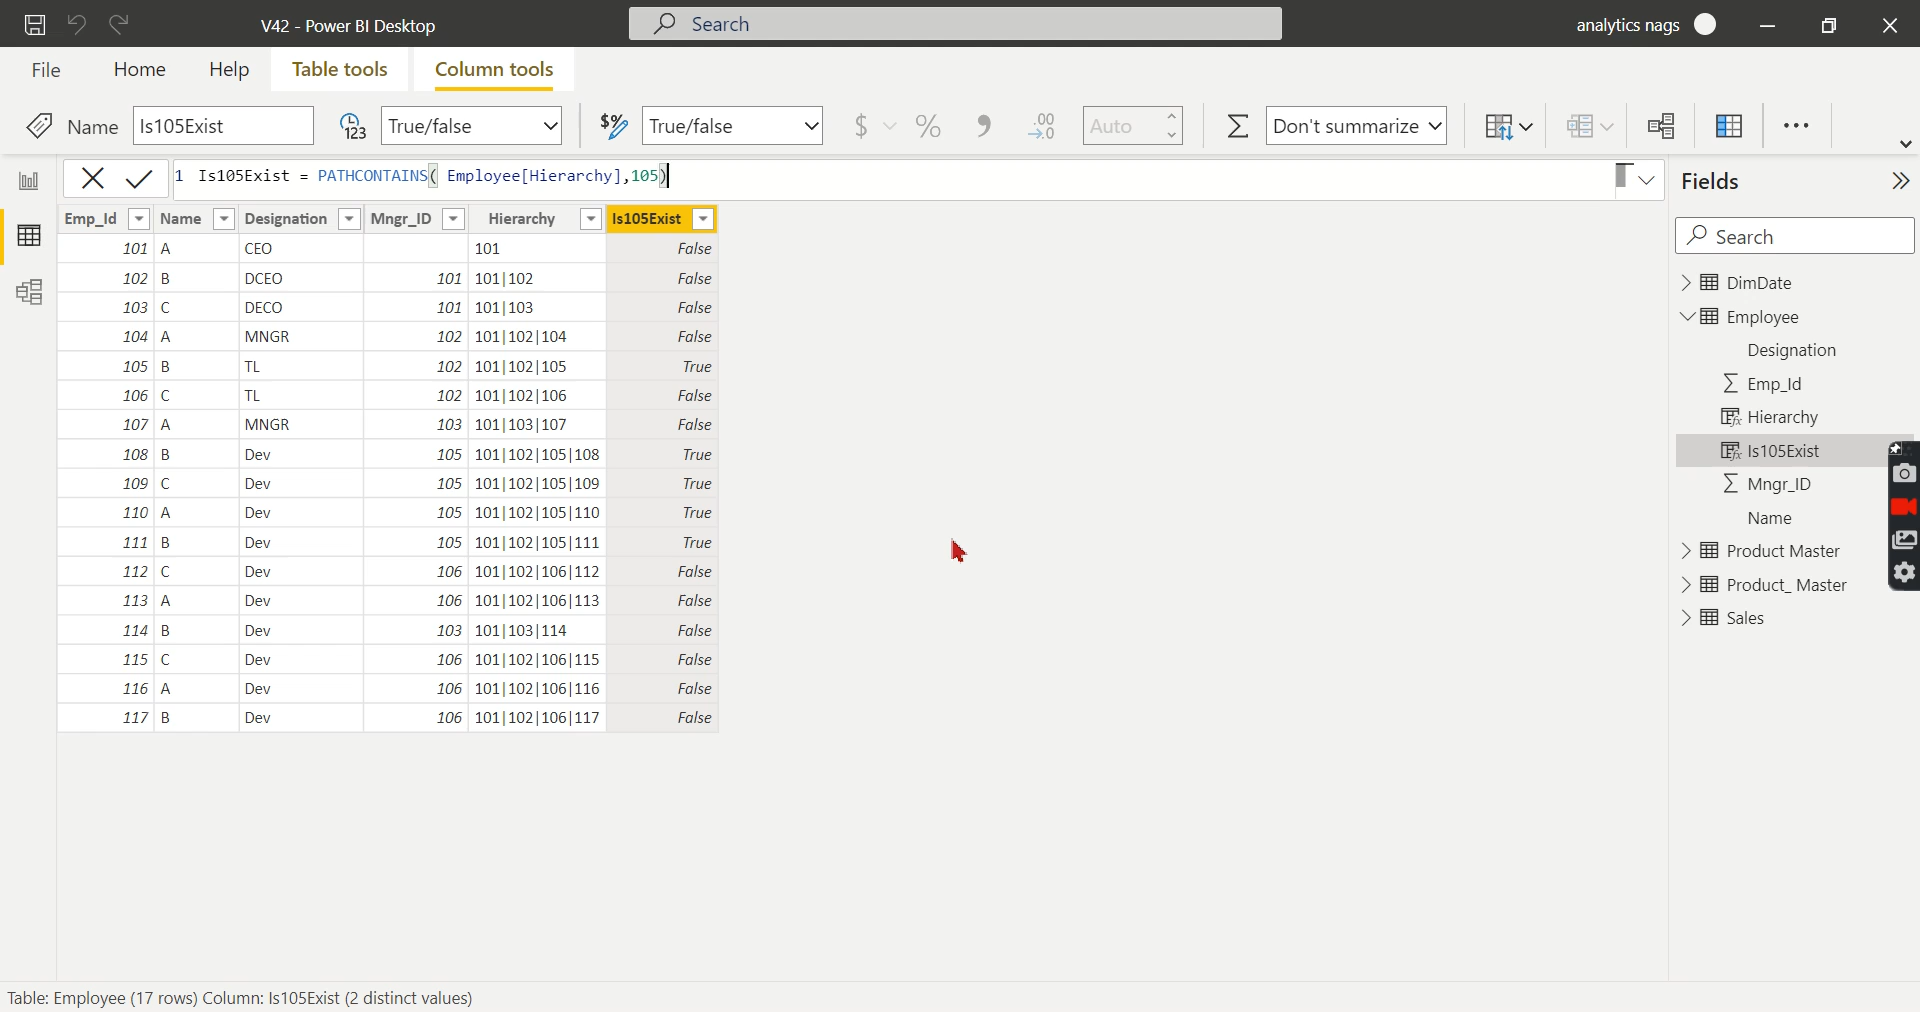 V42 - Power BI Desktop
Search
analytics nags
File Home Help Table tools Column tools
Name Is105Exist
123
True/false
$%
True/false
$ % , .00
Auto
Σ Don't summarize
1 Is105Exist = PATHCONTAINS( Employee[Hierarchy],105)
Emp_Id Name Designation Mngr_ID Hierarchy Is105Exist
101 A CEO 101 False
102 B DCEO 101 101|102 False
103 C DECO 101 101|103 False
104 A MNGR 102 101|102|104 False
105 B TL 102 101|102|105 True
106 C TL 102 101|102|106 False
107 A MNGR 103 101|103|107 False
108 B Dev 105 101|102|105|108 True
109 C Dev 105 101|102|105|109 True
110 A Dev 105 101|102|105|110 True
111 B Dev 105 101|102|105|111 True
112 C Dev 106 101|102|106|112 False
113 A Dev 106 101|102|106|113 False
114 B Dev 103 101|103|114 False
115 C Dev 106 101|102|106|115 False
116 A Dev 106 101|102|106|116 False
117 B Dev 106 101|102|106|117 False
Fields
Search
DimDate
Employee
Designation
Σ Emp_Id
Hierarchy
Is105Exist
Σ Mngr_ID
Name
Product Master
Product_ Master
Sales
Table: Employee (17 rows) Column: Is105Exist (2 distinct values)